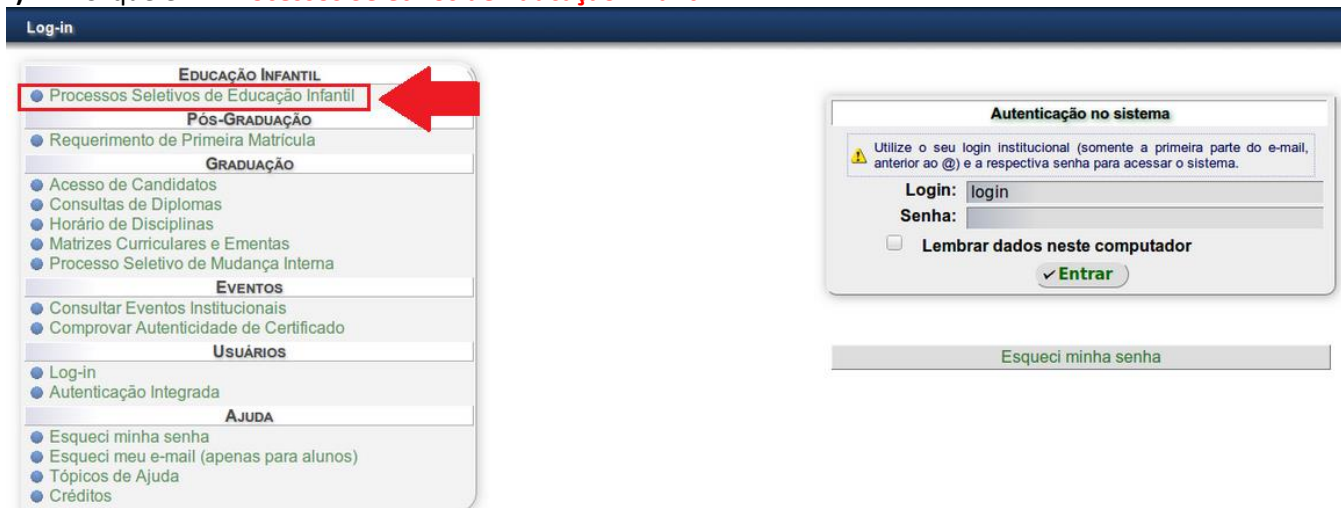 Log-in
EDUCAÇÃO INFANTIL
Processos Seletivos de Educação Infantil
PÓS-GRADUAÇÃO
Requerimento de Primeira Matrícula
GRADUAÇÃO
Acesso de Candidatos
Consultas de Diplomas
Horário de Disciplinas
Matrizes Curriculares e Ementas
Processo Seletivo de Mudança Interna
EVENTOS
Consultar Eventos Institucionais
Comprovar Autenticidade de Certificado
USUÁRIOS
Log-in
Autenticação Integrada
AJUDA
Esqueci minha senha
Esqueci meu e-mail (apenas para alunos)
Tópicos de Ajuda
Créditos
Autenticação no sistema
Utilize o seu login institucional (somente a primeira parte do e-mail,
anterior ao @) e a respectiva senha para acessar o sistema.
Login: login
Senha:
Lembrar dados neste computador
Entrar
Esqueci minha senha